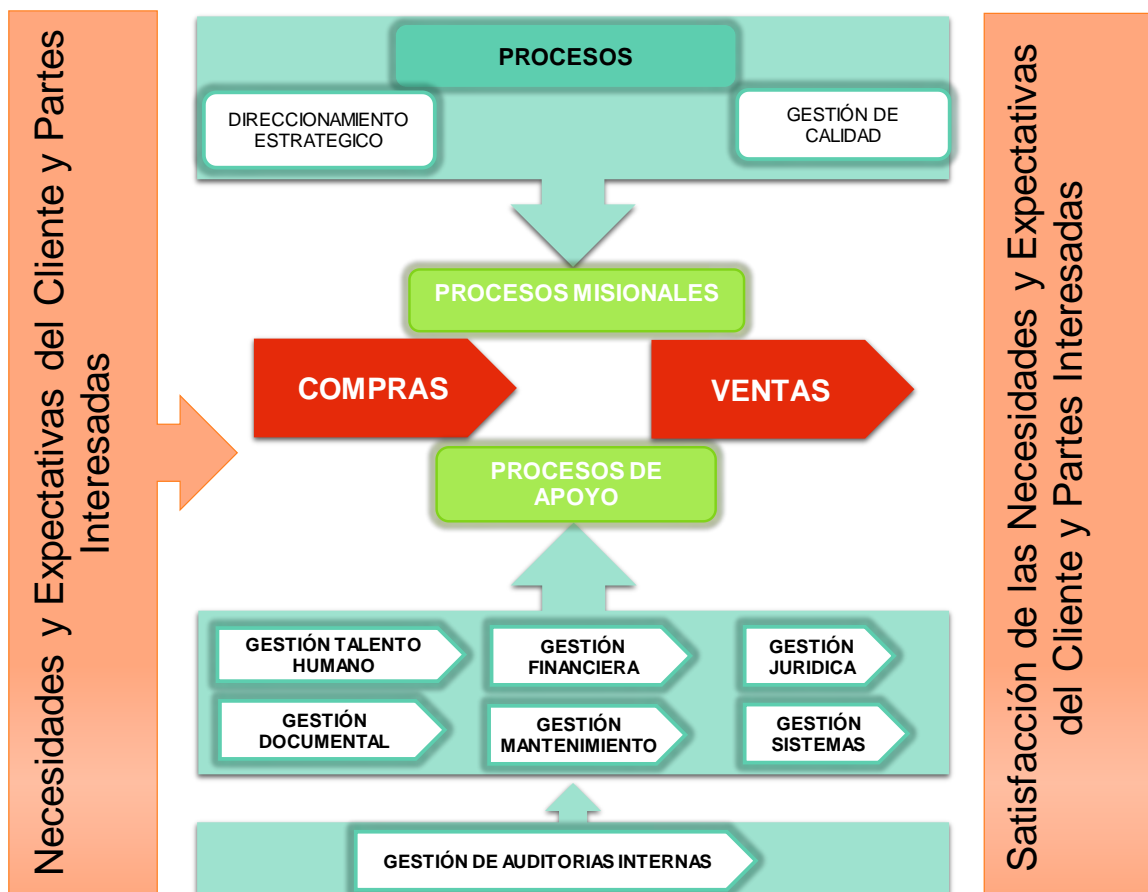 Necesidades y Expectativas del Cliente y Partes
Interesadas
PROCESOS
DIRECCIONAMIENTO
ESTRATEGICO
GESTIÓN DE
CALIDAD
PROCESOS MISIONALES
COMPRAS
VENTAS
PROCESOS DE
APOYO
GESTIÓN TALENTO
HUMANO
GESTIÓN
FINANCIERA
GESTIÓN
JURIDICA
GESTIÓN
DOCUMENTAL
GESTIÓN
MANTENIMIENTO
GESTIÓN
SISTEMAS
GESTIÓN DE AUDITORIAS INTERNAS
Satisfacción de las Necesidades y Expectativas
del Cliente y Partes Interesadas